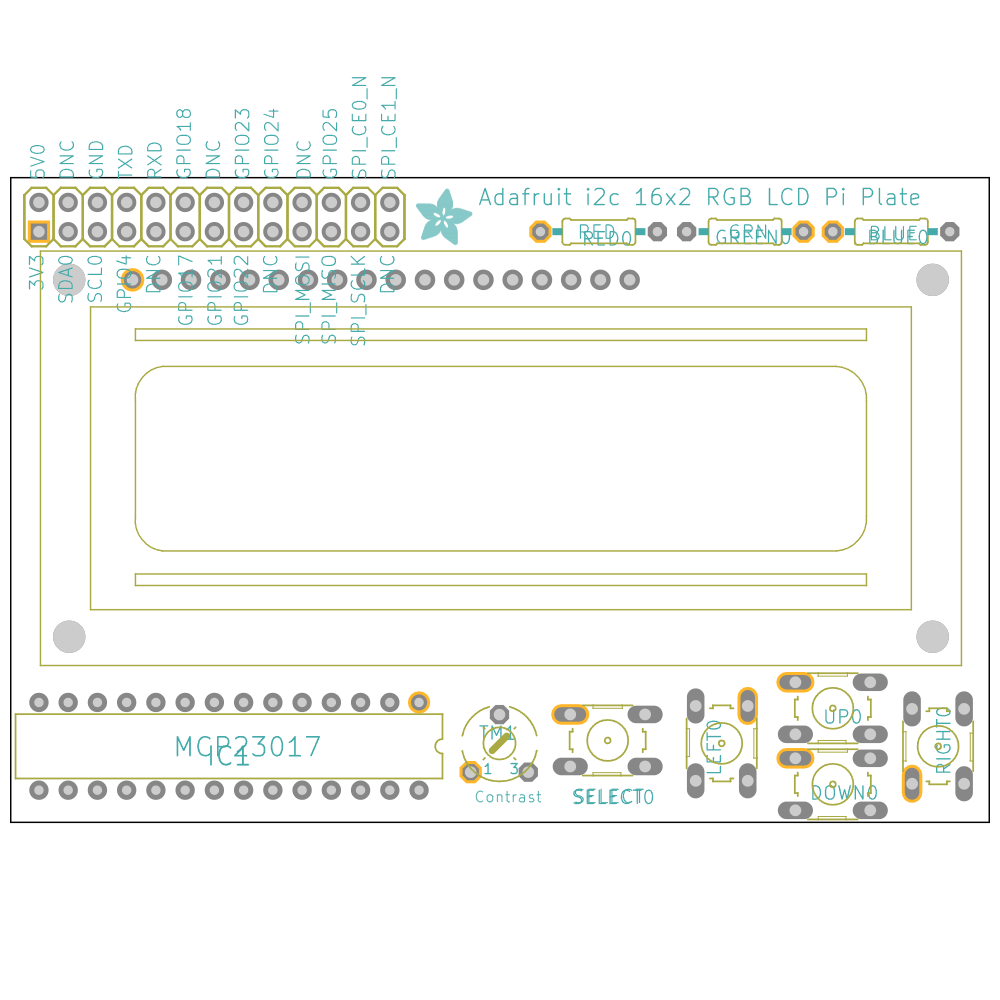 5V0
DNC
GND
TXD
RXD
GPIO18
DNC
GPIO23
GPIO24
DNC
GPIO25
SPI_CE0_N
SPI_CE1_N
Adafruit i2c 16x2 RGB LCD Pi Plate
RED
RED0
GRN
GREEN0
BLUE
BLUE0
3V3
SDA0
SCL0
GPIO4
DNC
GPIO17
GPIO21
GPIO22
DNC
SPI_MOSI
SPI_MISO
SPI_SCLK
DNC
MCP23017
IC1
TM1
1 3
Contrast
SELECT
SELECT0
LEFT0
UP0
DOWN0
RIGHT0